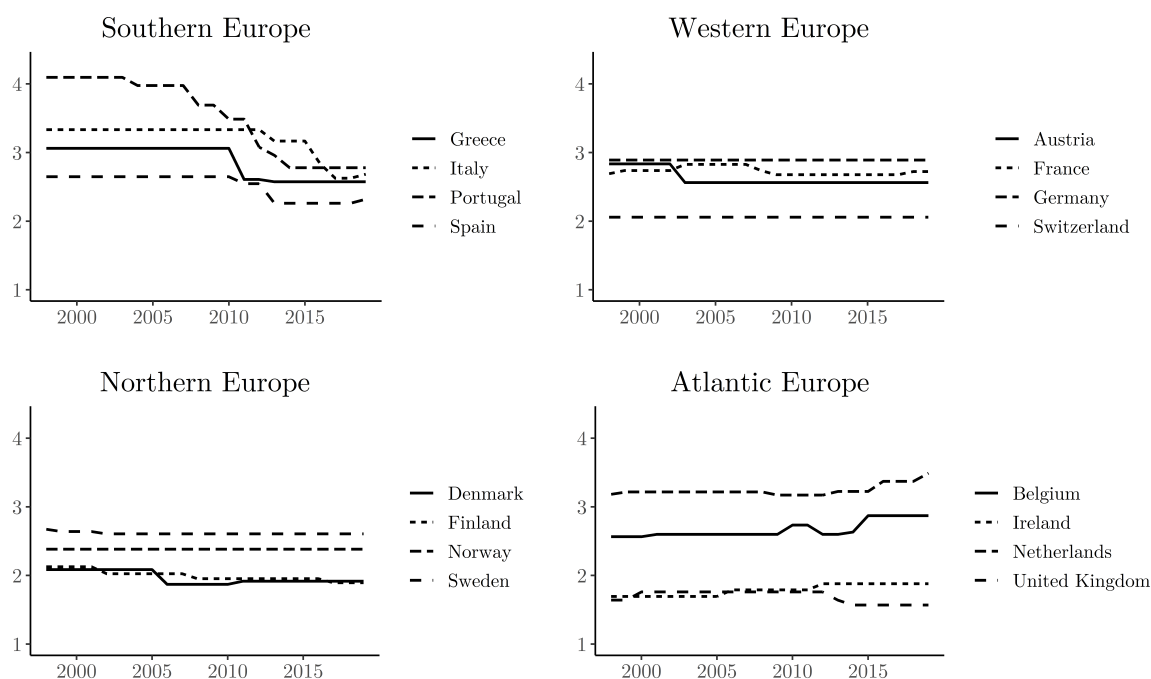 Southern Europe
4
3
2
1
2000 2005 2010 2015
Greece
Italy
Portugal
Spain
Western Europe
4
3
2
1
2000 2005 2010 2015
Austria
France
Germany
Switzerland
Northern Europe
4
3
2
1
2000 2005 2010 2015
Denmark
Finland
Norway
Sweden
Atlantic Europe
4
3
2
1
2000 2005 2010 2015
Belgium
Ireland
Netherlands
United Kingdom